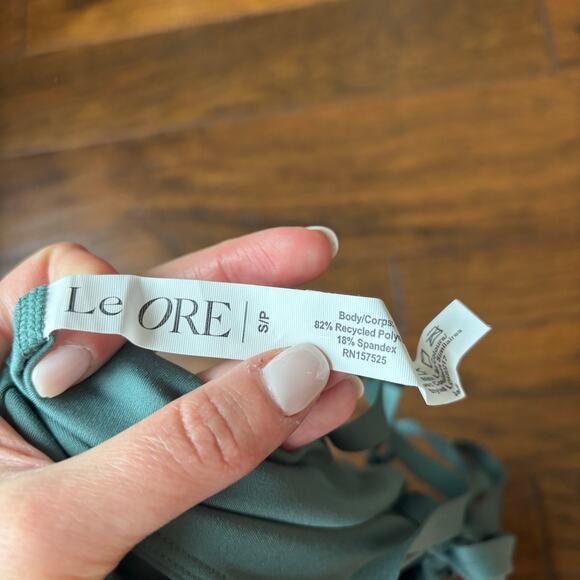 Le ORE
S/P
Body/Corps:
82% Recycled Poly
18% Spandex
RN157525